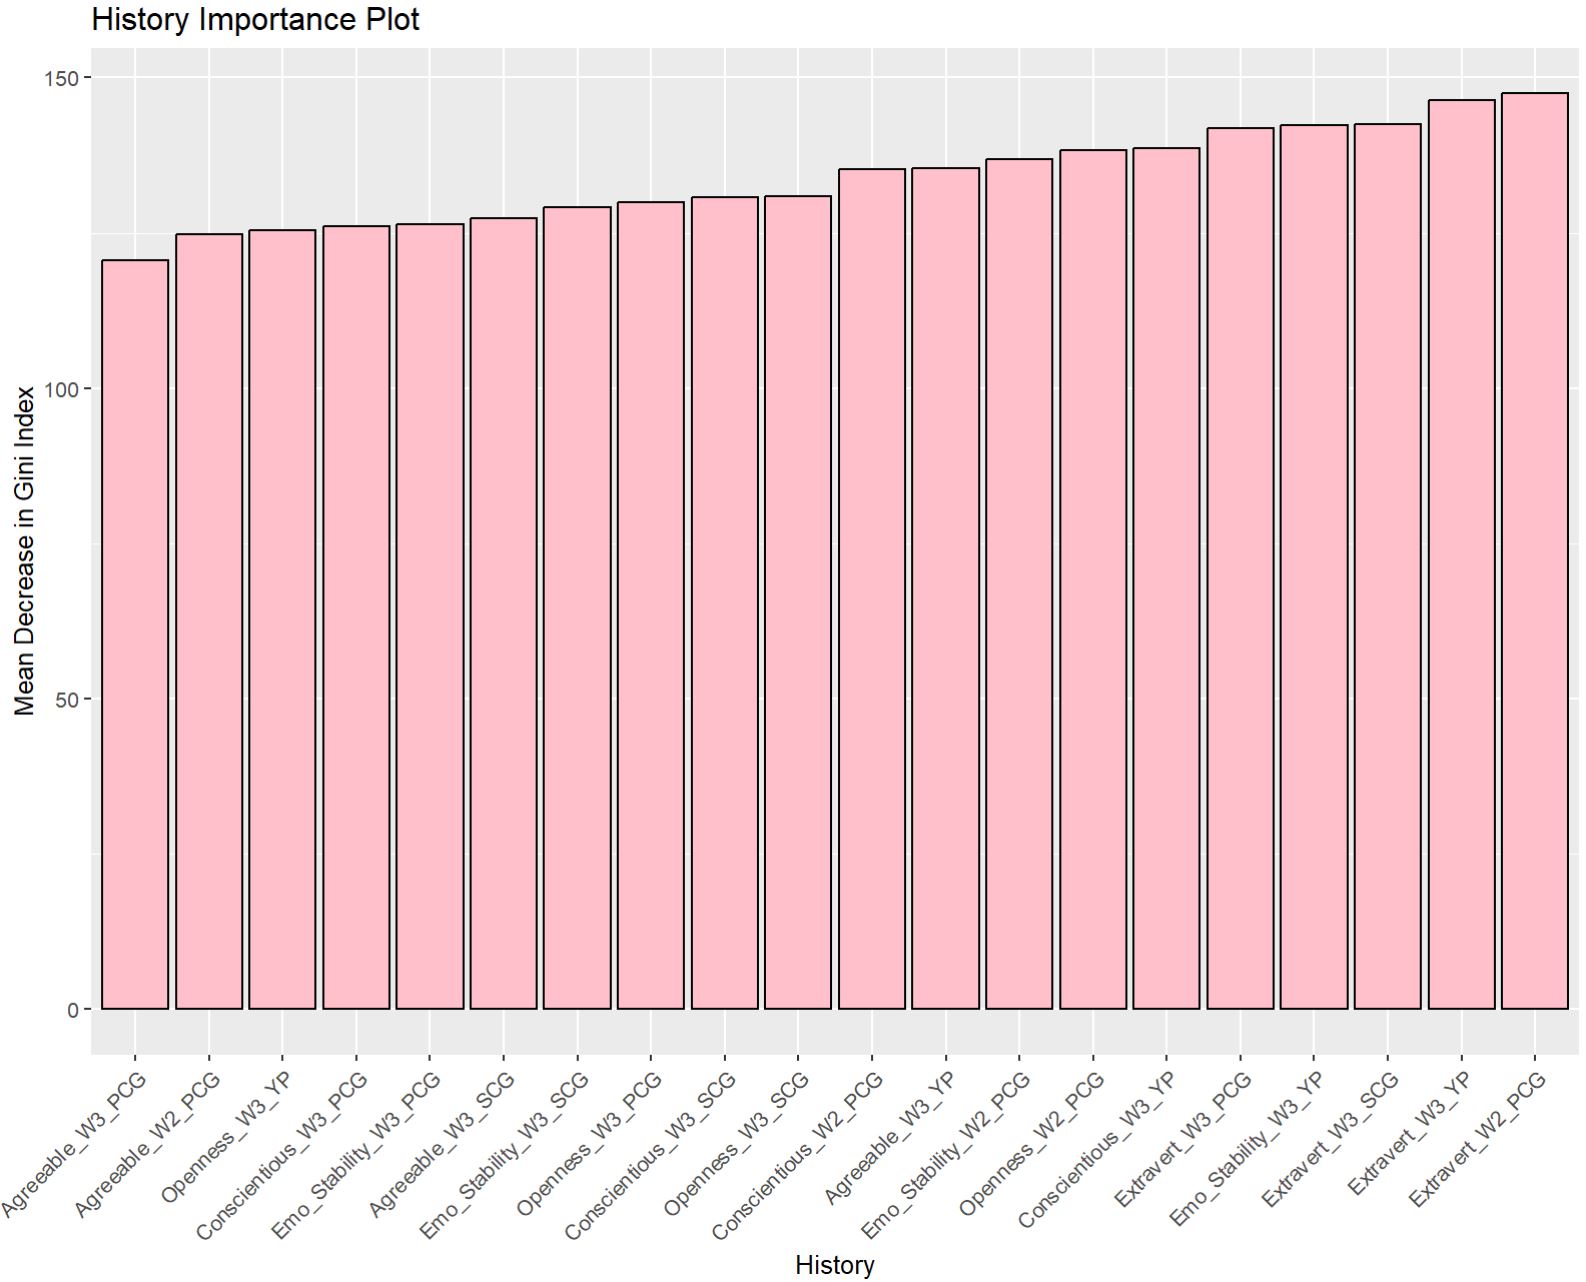 History Importance Plot
Mean Decrease in Gini Index
150
100
50
0
Agreeable_W3_PCG
Agreeable_W2_PCG
Openness_W3_YP
Conscientious_W3_PCG
Emo_Stability_W3_PCG
Agreeable_W3_SCG
Emo_Stability_W3_SCG
Openness_W3_PCG
Conscientious_W3_SCG
Openness_W3_SCG
Conscientious_W2_PCG
Agreeable_W3_YP
Emo_Stability_W2_PCG
Openness_W2_PCG
Conscientious_W3_YP
Extravert_W3_PCG
Emo_Stability_W3_YP
Extravert_W3_SCG
Extravert_W3_YP
Extravert_W2_PCG
History